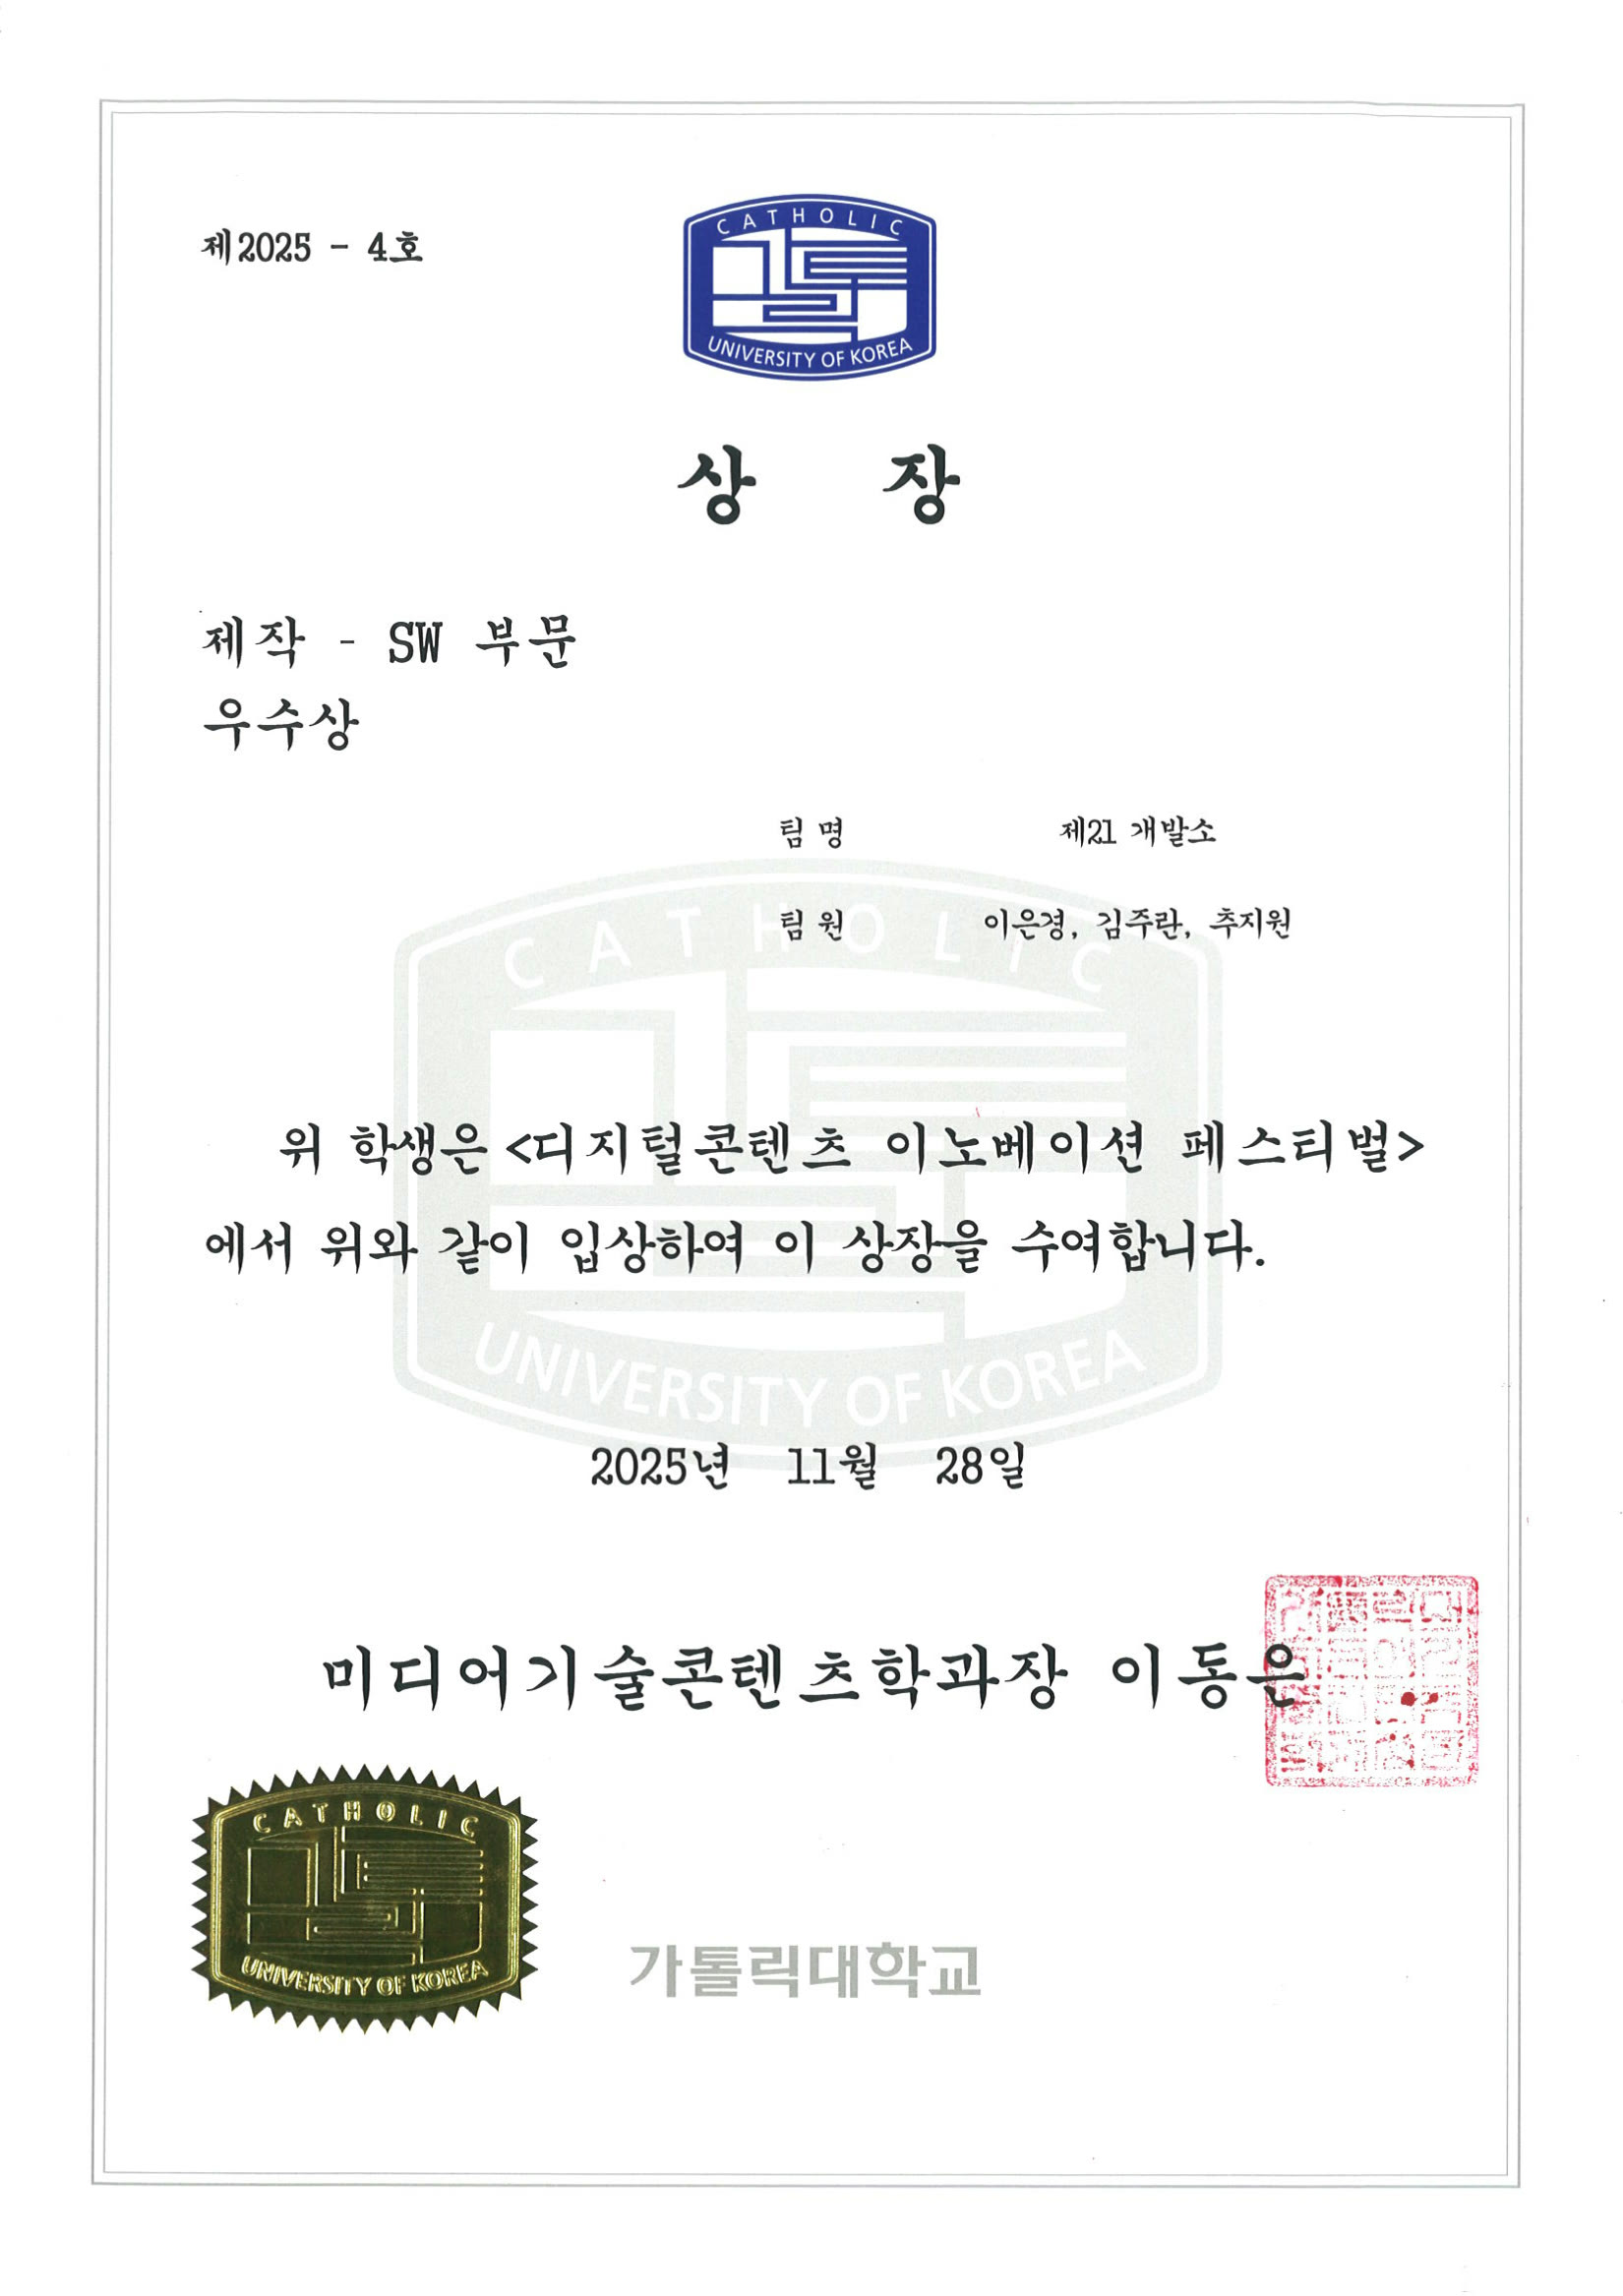 제2025 - 4호
CATHOLIC
UNIVERSITY OF KOREA
상 장
제작 - SW 부문
우수상
팀 명 제21 개발소
팀 원 이은경, 김주란, 추지원
CATHOLIC
위 학생은 <디지털콘텐츠 이노베이션 페스티벌>
에서 위와 같이 입상하여 이 상장을 수여합니다.
UNIVERSITY OF KOREA
2025년 11월 28일
미디어기술콘텐츠학과장 이동은
CATHOLIC
UNIVERSITY OF KOREA
가톨릭대학교